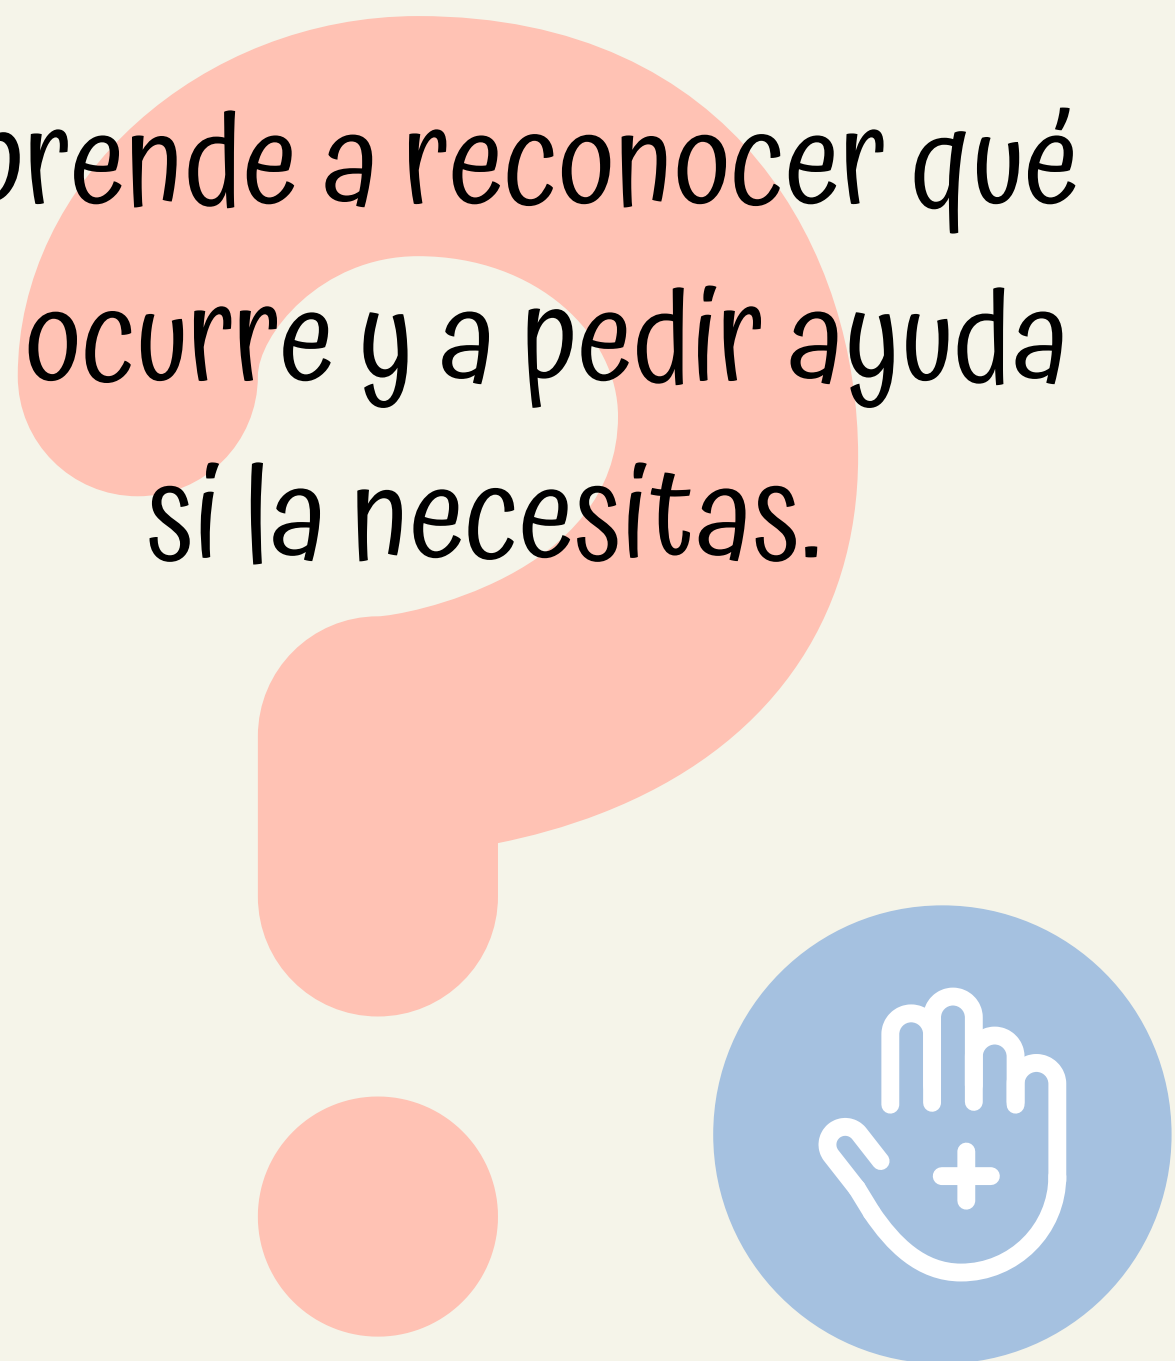 prende a reconocer qué
ocurre y a pedir ayuda
si la necesitas.